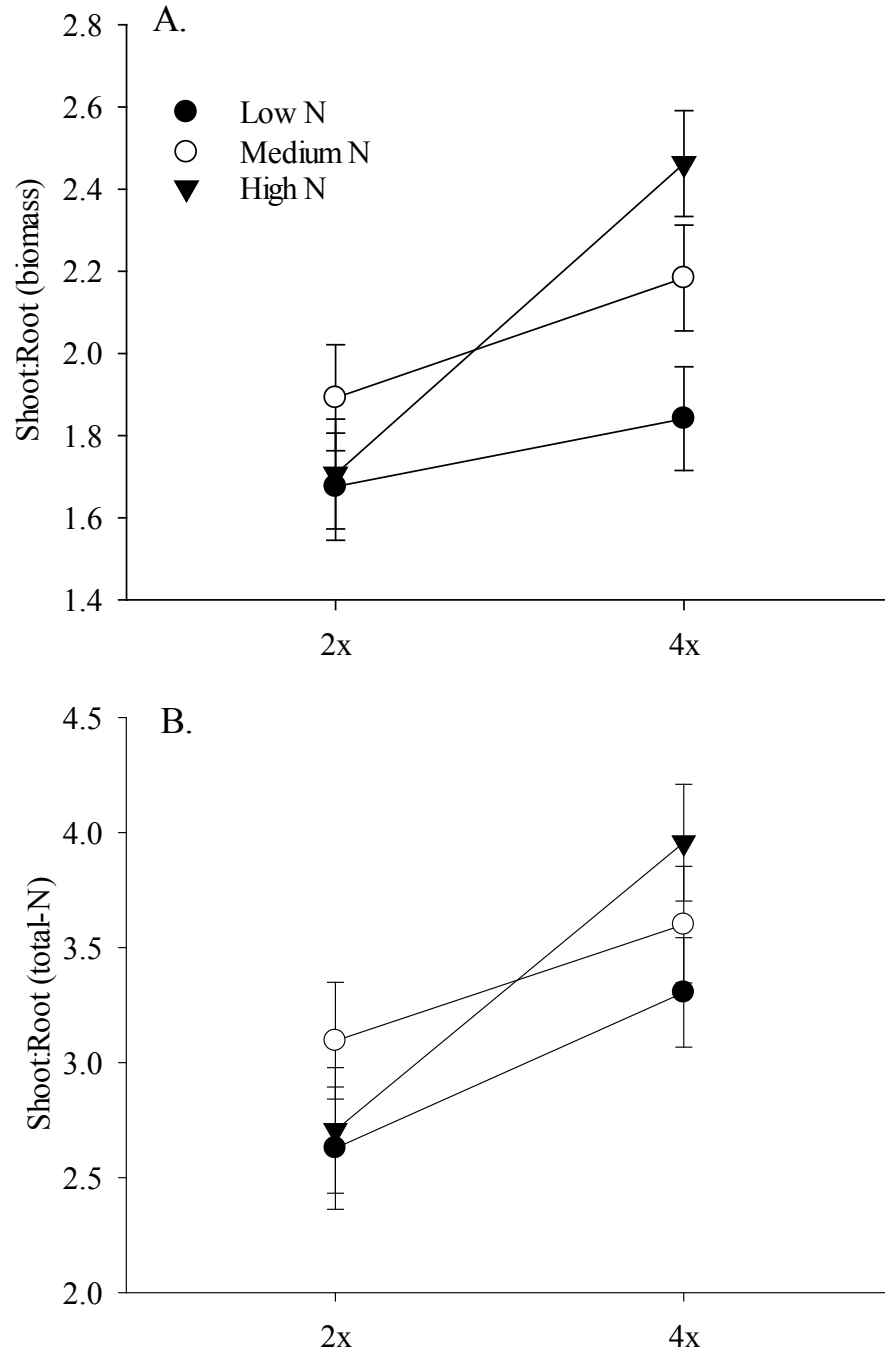 A.
Low N
Medium N
High N
Shoot:Root (biomass)
2.8
2.6
2.4
2.2
2.0
1.8
1.6
1.4
2x 4x
B.
Shoot:Root (total-N)
4.5
4.0
3.5
3.0
2.5
2.0
2x 4x